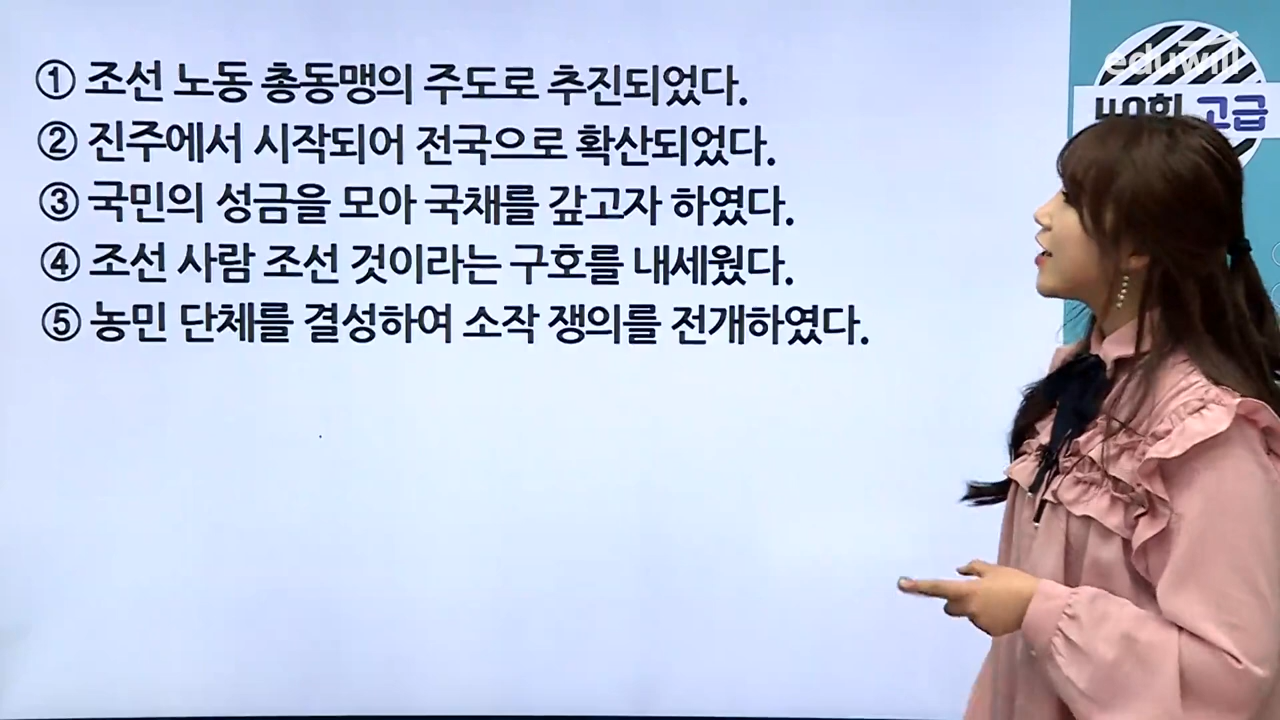 ① 조선 노동 총동맹의 주도로 추진되었다.
② 진주에서 시작되어 전국으로 확산되었다.
③ 국민의 성금을 모아 국채를 갚고자 하였다.
④ 조선 사람 조선 것이라는 구호를 내세웠다.
⑤ 농민 단체를 결성하여 소작 쟁의를 전개하였다.
eduwill
고급